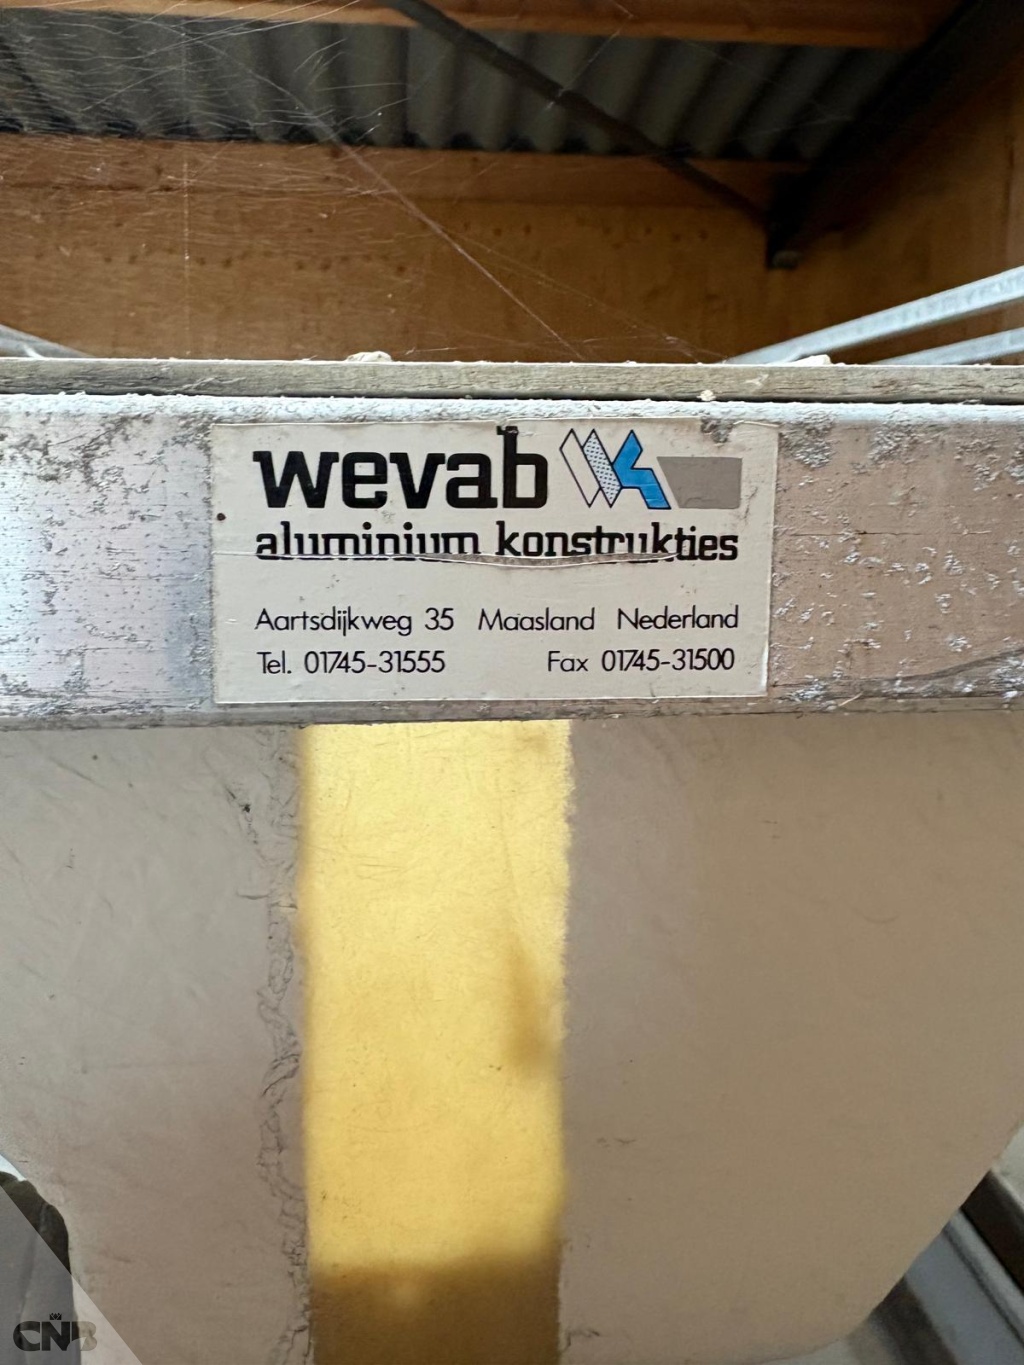 wevab
aluminium konstrukties
Aartsdijkweg 35 Maasland Nederland
Tel. 01745-31555 Fax 01745-31500
CNB